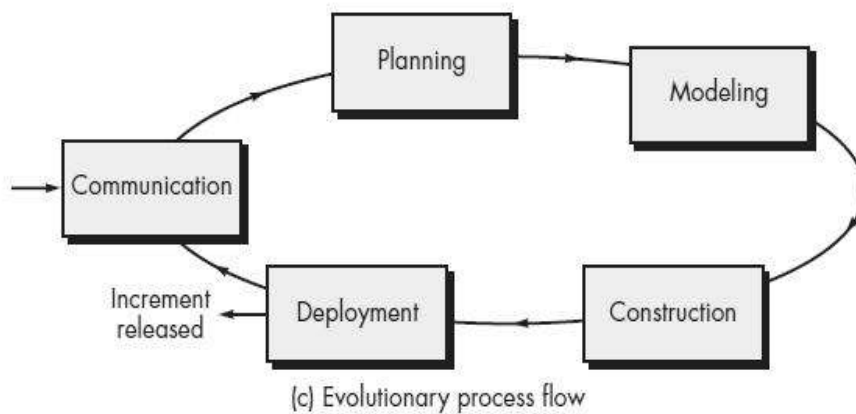 Planning
Modeling
Communication
Increment
released
Deployment
Construction
(c) Evolutionary process flow